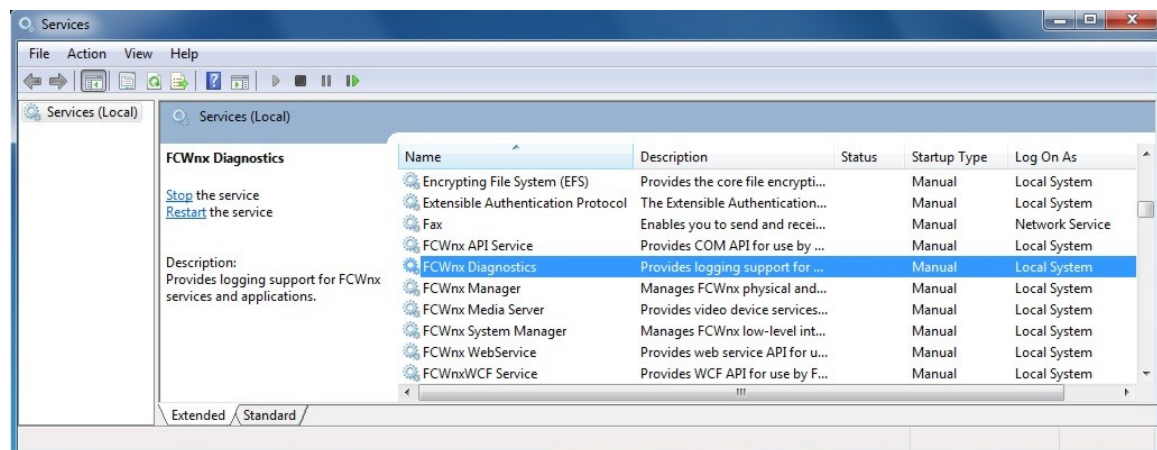 Services
File Action View Help
Services (Local)
Services (Local)
FCWnx Diagnostics
Stop the service
Restart the service
Description:
Provides logging support for FCWnx
services and applications.
Name Description Status Startup Type Log On As
Encrypting File System (EFS) Provides the core file encrypti... Manual Local System
Extensible Authentication Protocol The Extensible Authentication... Manual Local System
Fax Enables you to send and recei... Manual Network Service
FCWnx API Service Provides COM API for use by ... Manual Local System
FCWnx Diagnostics Provides logging support for ... Manual Local System
FCWnx Manager Manages FCWnx physical and... Manual Local System
FCWnx Media Server Provides video device services... Manual Local System
FCWnx System Manager Manages FCWnx low-level int... Manual Local System
FCWnx WebService Provides web service API for u... Manual Local System
FCWnxWCF Service Provides WCF API for use by F... Manual Local System
Extended Standard